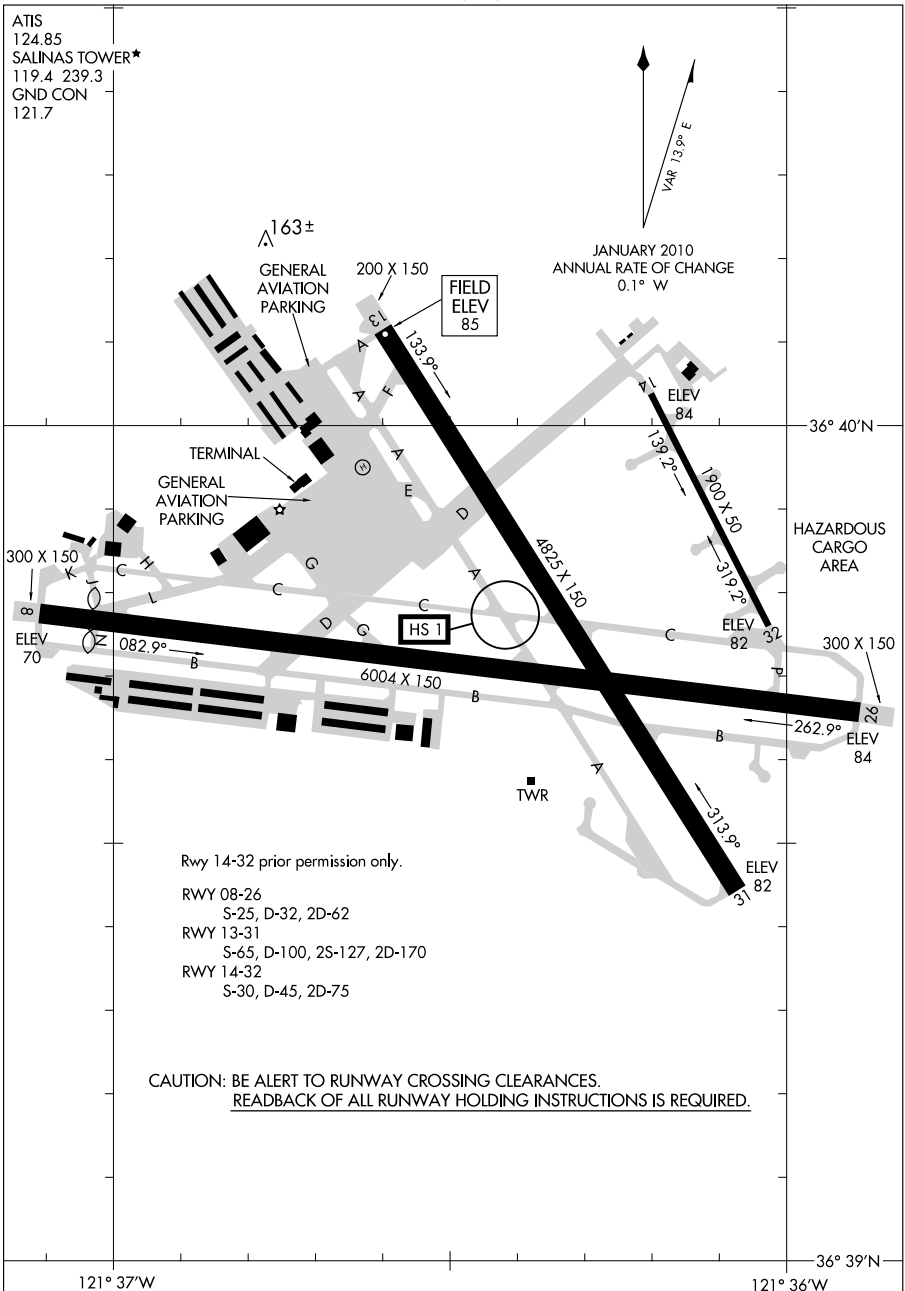 ATIS
124.85
SALINAS TOWER★
119.4 239.3
GND CON
121.7
VAR 13.9° E
JANUARY 2010
ANNUAL RATE OF CHANGE
0.1° W
163±
GENERAL
AVIATION
PARKING
200 X 150
FIELD
ELEV
85
13
133.9°
A
F
A
A
E
D
A
14
ELEV
84
36° 40'N
139.2°
1900 X 50
319.2°
ELEV
82
32
HAZARDOUS
CARGO
AREA
TERMINAL
GENERAL
AVIATION
PARKING
H
4825 X 150
300 X 150
K
J
C
H
L
G
C
D
G
C
HS 1
C
P
300 X 150
8
ELEV
70
N
082.9°
B
6004 X 150
B
B
262.9°
26
ELEV
84
A
TWR
313.9°
ELEV
82
31
Rwy 14-32 prior permission only.
RWY 08-26
S-25, D-32, 2D-62
RWY 13-31
S-65, D-100, 2S-127, 2D-170
RWY 14-32
S-30, D-45, 2D-75
CAUTION: BE ALERT TO RUNWAY CROSSING CLEARANCES.
READBACK OF ALL RUNWAY HOLDING INSTRUCTIONS IS REQUIRED.
36° 39'N
121° 37'W
121° 36'W